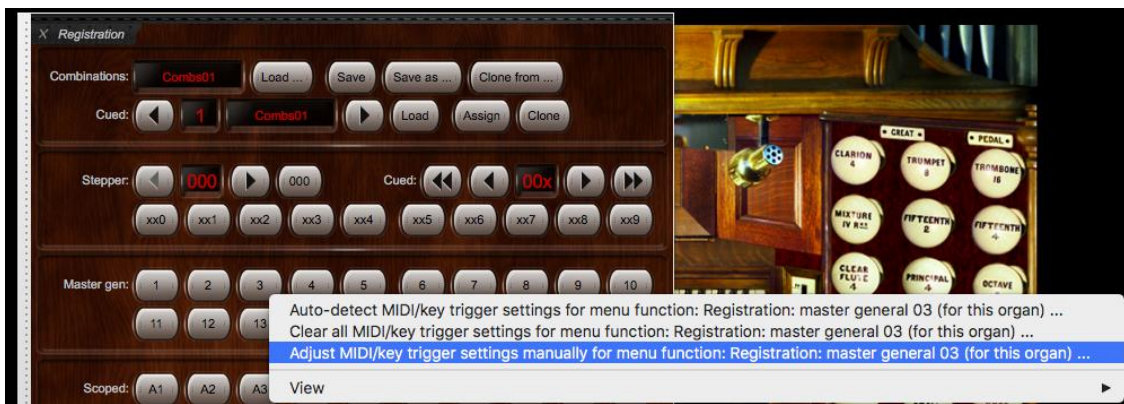 X Registration
Combinations: Combs01 Load ... Save Save as ... Clone from ...
Cued: 1 Combs01 Load Assign Clone
Stepper: 000 000 Cued: 00x
xx0 xx1 xx2 xx3 xx4 xx5 xx6 xx7 xx8 xx9
Master gen: 1 2 3 4 5 6 7 8 9 10
11 12 13
Scoped: A1 A2 A3
Auto-detect MIDI/key trigger settings for menu function: Registration: master general 03 (for this organ) ...
Clear all MIDI/key trigger settings for menu function: Registration: master general 03 (for this organ) ...
Adjust MIDI/key trigger settings manually for menu function: Registration: master general 03 (for this organ) ...
View
• GREAT •
• PEDAL •
CLARION 4
TRUMPET 8
TROMBONE 16
MIXTURE IV RKS
FIFTEENTH 2
FIFTEENTH 4
CLEAR FLUTE 4
PRINCIPAL 4
OCTAVE